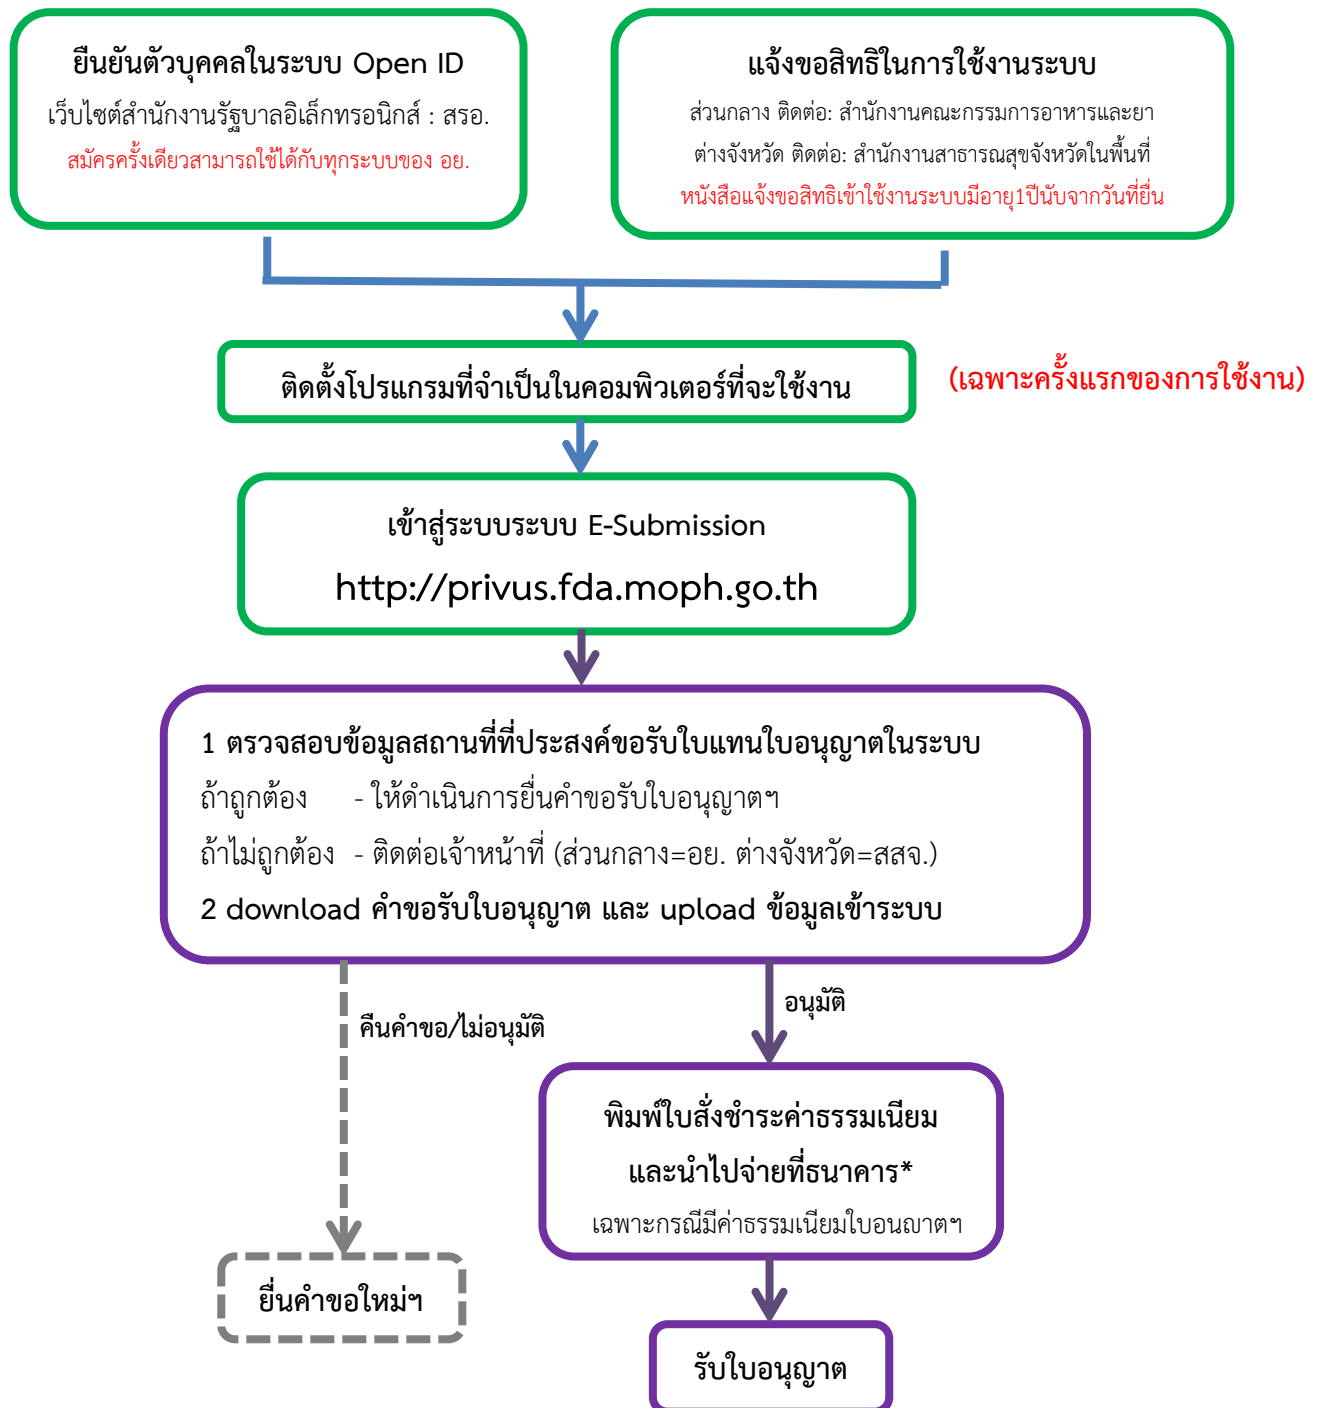 ยืนยันตัวบุคคลในระบบ Open ID
เว็บไซต์สำนักงานรัฐบาลอิเล็กทรอนิกส์ : สรอ.
สมัครครั้งเดียวสามารถใช้ได้กับทุกระบบของ อย.
แจ้งขอสิทธิในการใช้งานระบบ
ส่วนกลาง ติดต่อ: สำนักงานคณะกรรมการอาหารและยา
ต่างจังหวัด ติดต่อ: สำนักงานสาธารณสุขจังหวัดในพื้นที่
หนังสือแจ้งขอสิทธิเข้าใช้งานระบบมีอายุ1ปีนับจากวันที่ยื่น
ติดตั้งโปรแกรมที่จำเป็นในคอมพิวเตอร์ที่จะใช้งาน
(เฉพาะครั้งแรกของการใช้งาน)
เข้าสู่ระบบระบบ E-Submission
http://privus.fda.moph.go.th
1 ตรวจสอบข้อมูลสถานที่ที่ประสงค์ขอรับใบแทนใบอนุญาตในระบบ
ถ้าถูกต้อง - ให้ดำเนินการยื่นคำขอรับใบอนุญาตฯ
ถ้าไม่ถูกต้อง - ติดต่อเจ้าหน้าที่ (ส่วนกลาง=อย. ต่างจังหวัด=สสจ.)
2 download คำขอรับใบอนุญาต และ upload ข้อมูลเข้าระบบ
คืนคำขอ/ไม่อนุมัติ
อนุมัติ
พิมพ์ใบสั่งชำระค่าธรรมเนียม
และนำไปจ่ายที่ธนาคาร*
เฉพาะกรณีมีค่าธรรมเนียมใบอนญาตฯ
ยื่นคำขอใหม่ฯ
รับใบอนุญาต